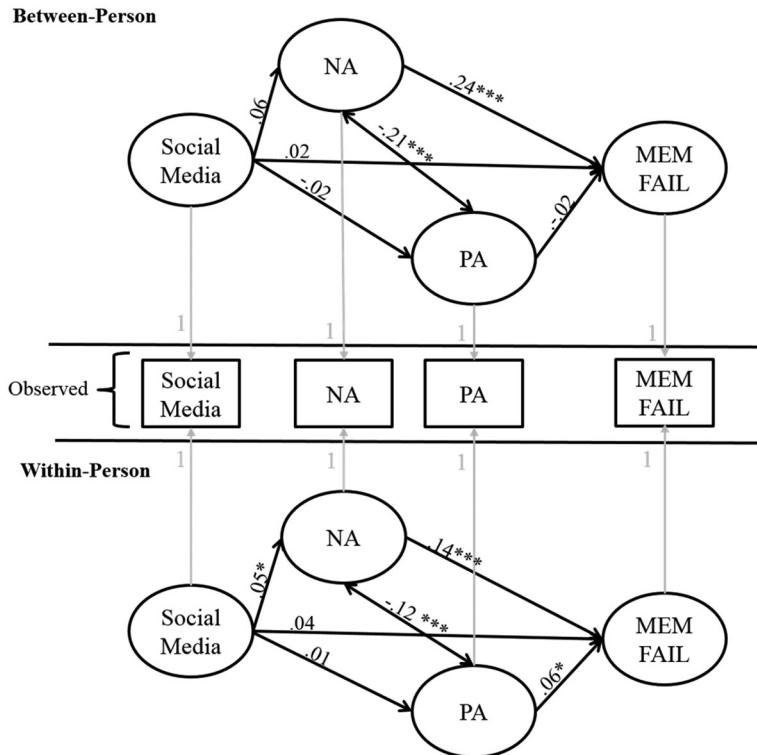 Between-Person
NA
.06
.24***
Social
Media
.02
-.21***
MEM
FAIL
-.02
.-.02
PA
1
1
1
1
Observed
Social
Media
NA
PA
MEM
FAIL
1
1
1
1
Within-Person
NA
.05*
.14***
Social
Media
.04
-.12 ***
MEM
FAIL
.01
.06*
PA